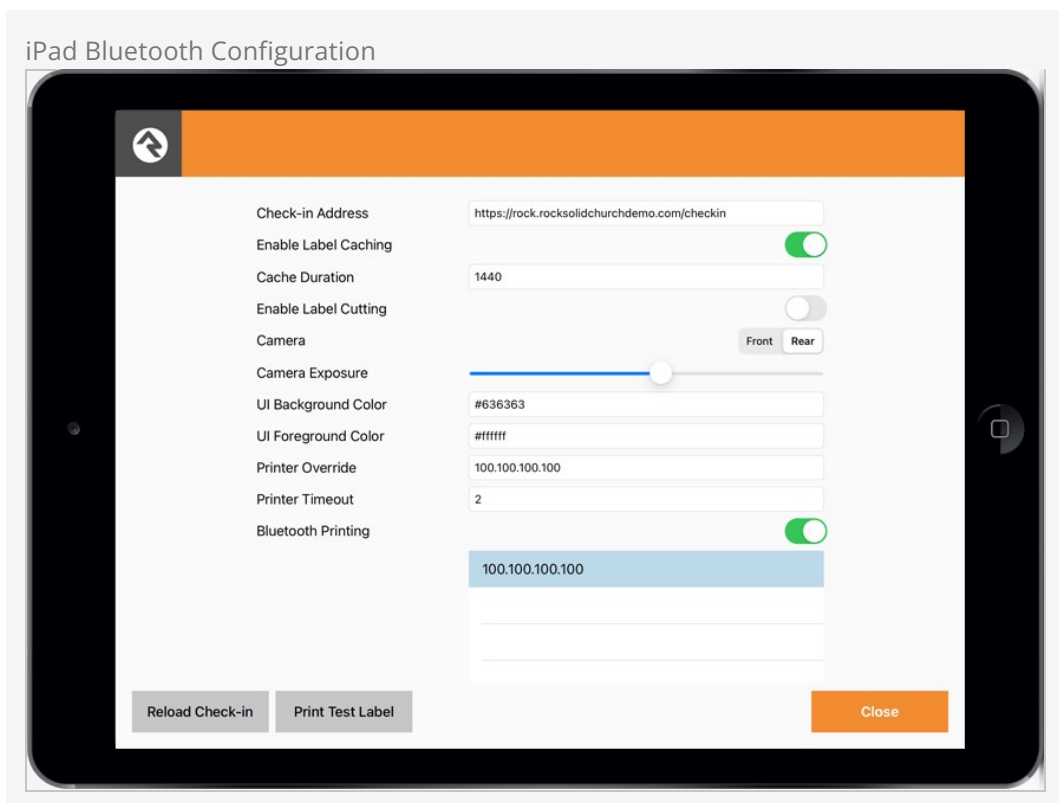 iPad Bluetooth Configuration
Check-in Address https://rock.rocksolidchurchdemo.com/checkin
Enable Label Caching
Cache Duration 1440
Enable Label Cutting
Camera Front Rear
Camera Exposure
UI Background Color #636363
UI Foreground Color #ffffff
Printer Override 100.100.100.100
Printer Timeout 2
Bluetooth Printing
100.100.100.100
Reload Check-in Print Test Label Close